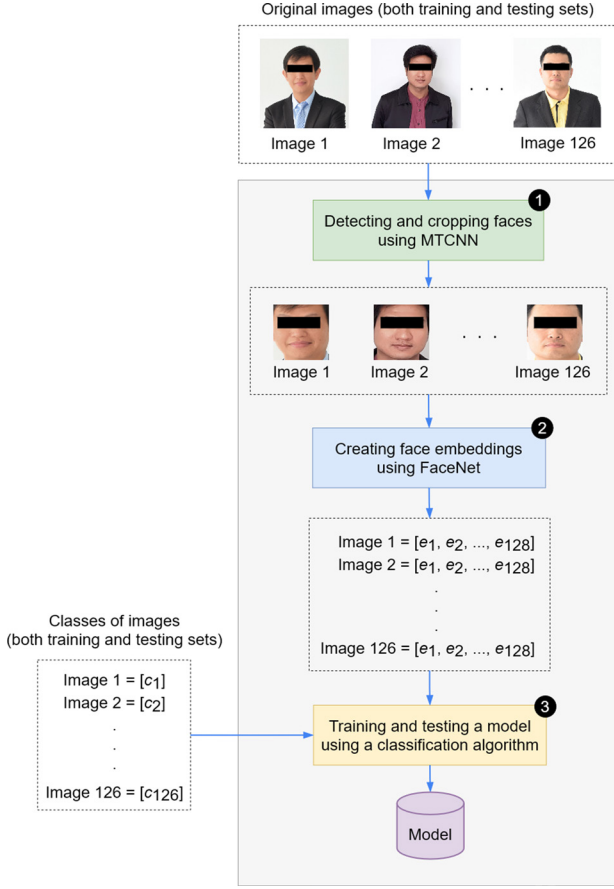 Original images (both training and testing sets)
Image 1
Image 2
. . .
Image 126
1
Detecting and cropping faces
using MTCNN
Image 1
Image 2
. . .
Image 126
2
Creating face embeddings
using FaceNet
Image 1 = [e1, e2, ..., e128]
Image 2 = [e1, e2, ..., e128]
.
.
.
Image 126 = [e1, e2, ..., e128]
Classes of images
(both training and testing sets)
Image 1 = [c1]
Image 2 = [c2]
.
.
.
Image 126 = [c126]
3
Training and testing a model
using a classification algorithm
Model